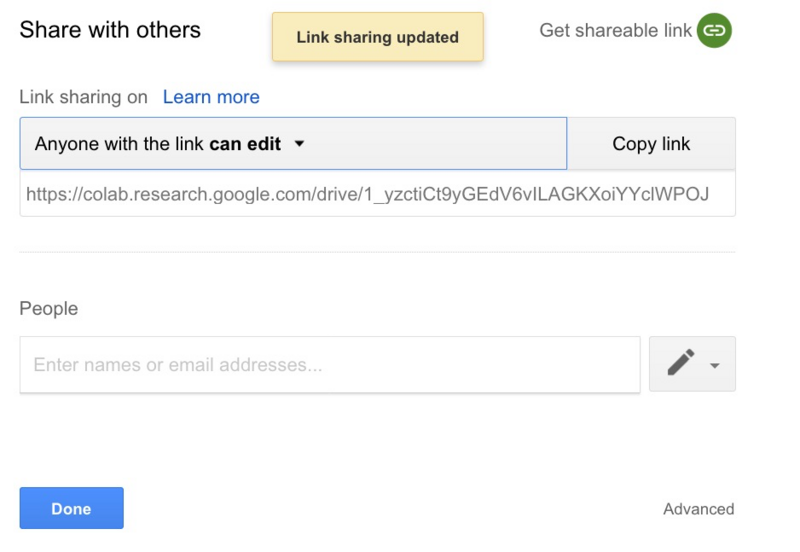 Share with others
Link sharing updated
Get shareable link
Link sharing on Learn more
Anyone with the link can edit
Copy link
https://colab.research.google.com/drive/1_yzctiCt9yGEdV6vILAGKXoiYYclWPOJ
People
Enter names or email addresses...
Done
Advanced